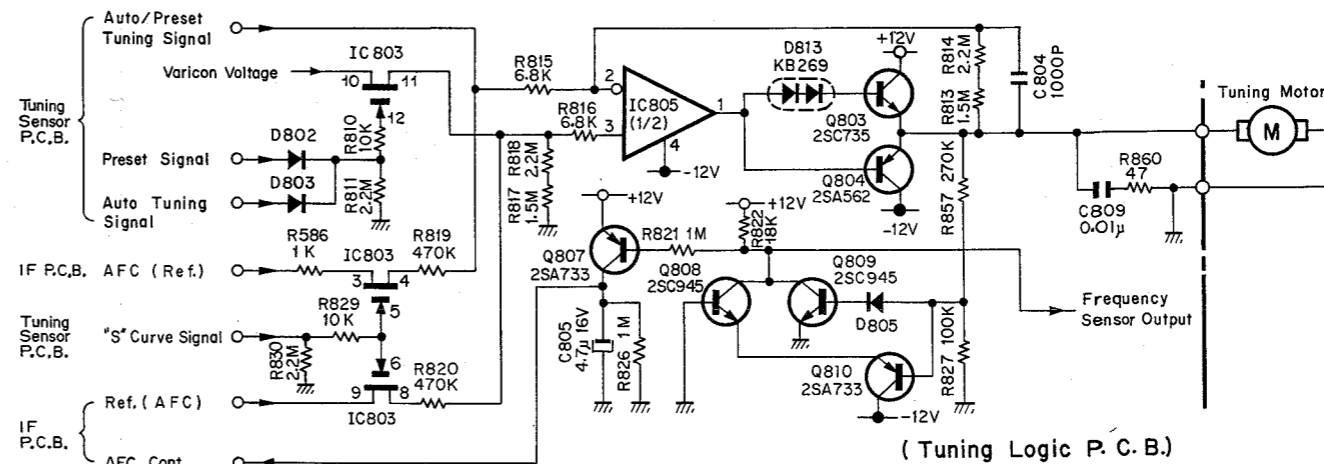 Auto/Preset
Tuning Signal
Varicon Voltage
Tuning
Sensor
P.C.B.
Preset Signal
Auto Tuning
Signal
IF P.C.B. AFC (Ref.)
Tuning
Sensor
P.C.B.
"S" Curve Signal
Ref. (AFC)
IF
P.C.B.
AFC Cont
IC803
10 11
12
R810
10K
D802
D803
R811
2.2M
R586
1K
IC803
R819
470K
3 4
5
R829
10K
R830
2.2M
6
R820
470K
9 8
IC803
R815
6.8K
R816
6.8K
R818
2.2M
R817
1.5M
2
3
IC805
(1/2)
1
4
-12V
D813
KB269
+12V
Q803
2SC735
Q804
2SA562
-12V
R814
2.2M
R813
1.5M
C804
1000P
R857 270K
Tuning Motor
M
R860
47
C809
0.01µ
+12V
Q807
2SA733
R821 1M
+12V
R822
18K
Q808
2SC945
Q809
2SC945
D805
C805
4.7µ 16V
R826 1M
Q810
2SA733
-12V
R827 100K
Frequency
Sensor Output
(Tuning Logic P.C.B.)